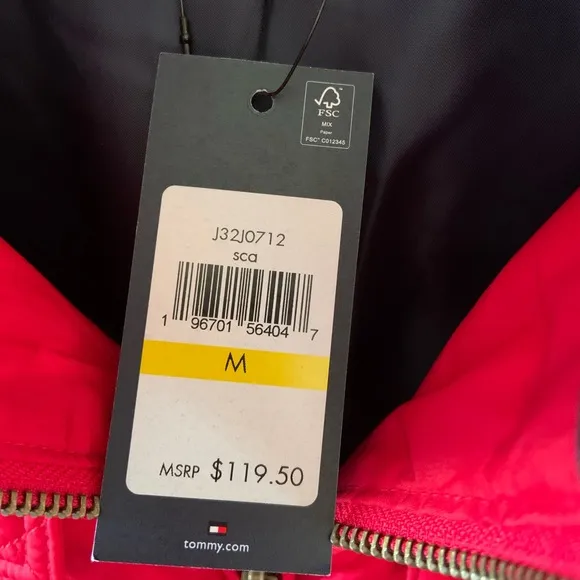 FSC
MIX
Paper
FSC® C012345
J32J0712
sca
1 96701 56404 7
M
MSRP $119.50
tommy.com